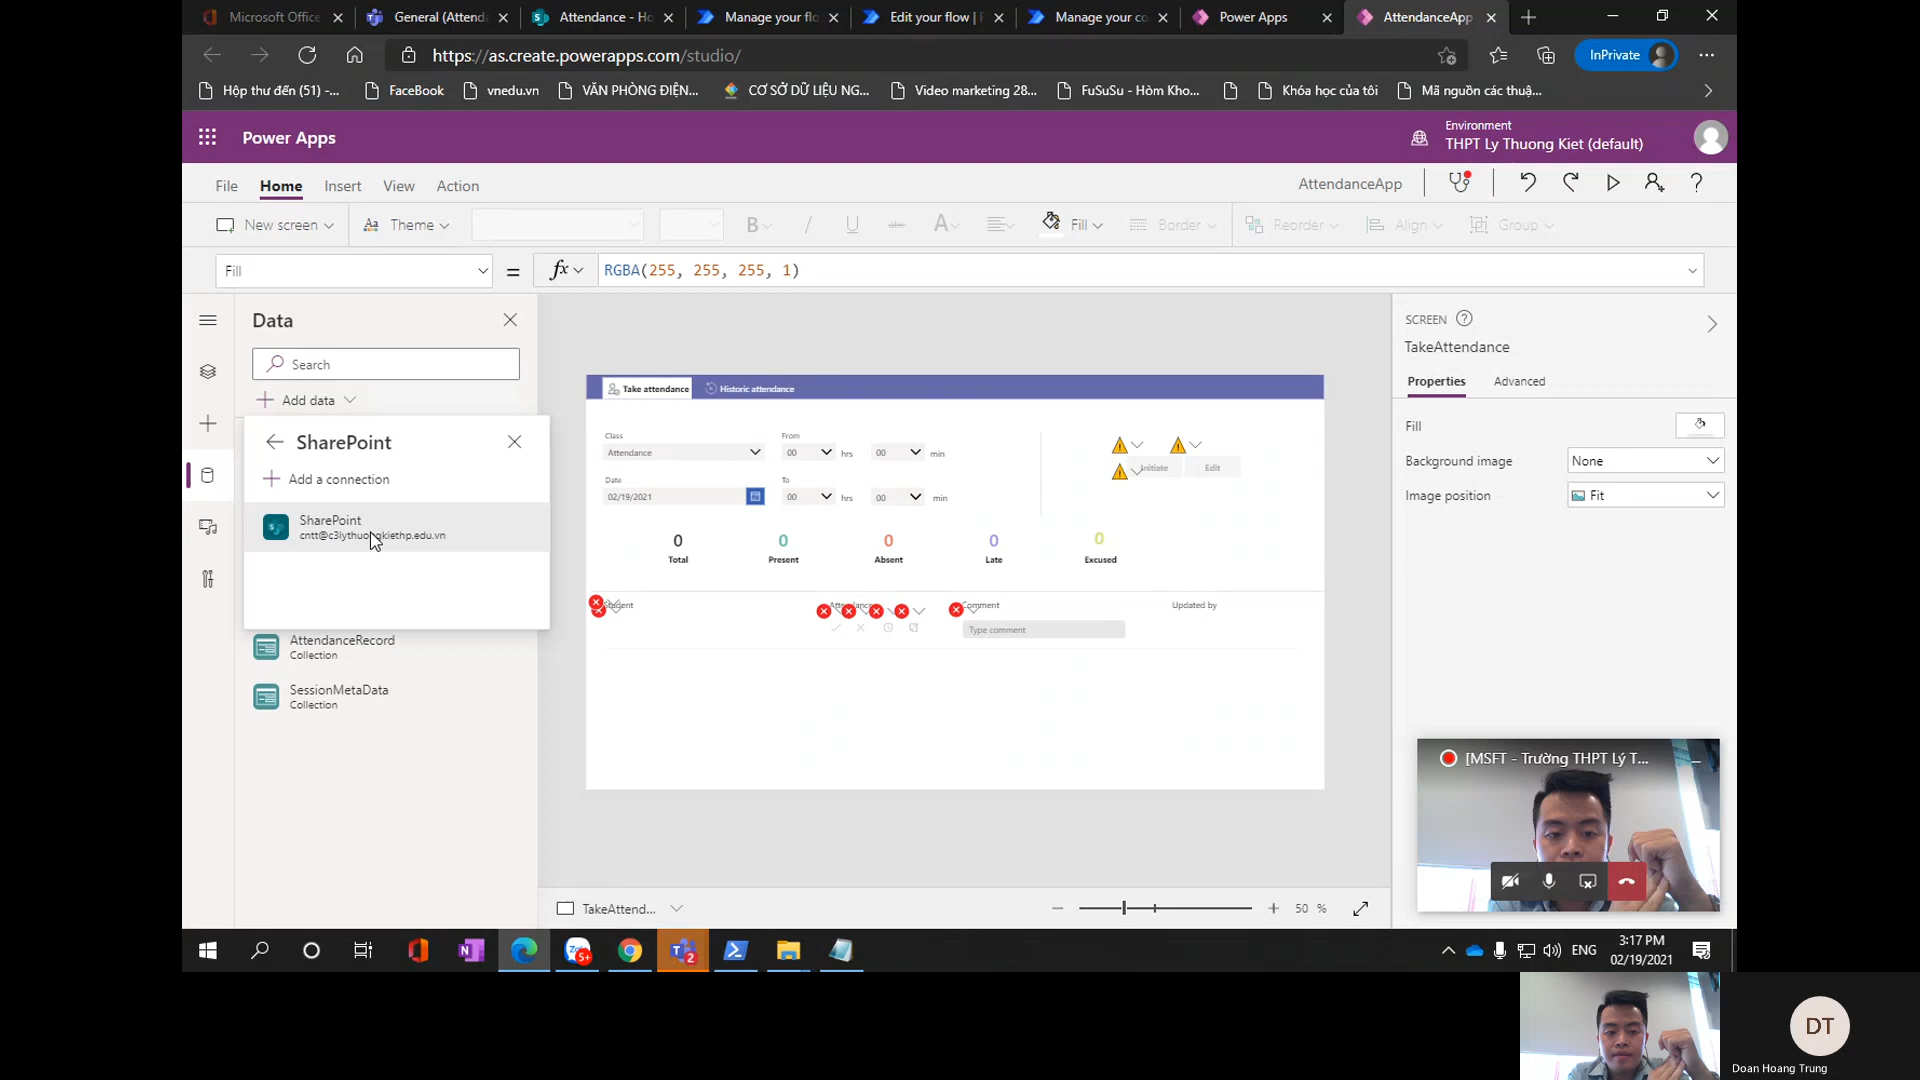 Microsoft Office
General (Attend
Attendance - Ho
Manage your flo
Edit your flow | P
Manage your co
Power Apps
AttendanceApp
https://as.create.powerapps.com/studio/
InPrivate
Hộp thư đến (51) -...
FaceBook
vnedu.vn
VĂN PHÒNG ĐIỆN...
CƠ SỞ DỮ LIỆU NG...
Video marketing 28...
FuSuSu - Hòm Kho...
Khóa học của tôi
Mã nguồn các thuậ...
Power Apps
Environment
THPT Ly Thuong Kiet (default)
File Home Insert View Action
AttendanceApp
New screen
Theme
B / U abc A
Fill
Border
Reorder
Align
Group
Fill = fx RGBA(255, 255, 255, 1)
Data
Search
Add data
SharePoint
Add a connection
SharePoint
AttendanceRecord
Collection
SessionMetaData
Collection
Take attendance
Historic attendance
Class
Attendance
From
00 hrs 00 min
Date
02/19/2021
To
00 hrs 00 min
Initiate
Edit
0 0 0 0 0
Total Present Absent Late Excused
Student
Attendance
Comment
Updated by
Type comment
SCREEN
TakeAttendance
Properties Advanced
Fill
Background image
None
Image position
Fit
[MSFT - Trường THPT Lý T...
TakeAttend...
50 %
Zalo
5+
2
ENG
3:17 PM
02/19/2021
DT
Doan Hoang Trung